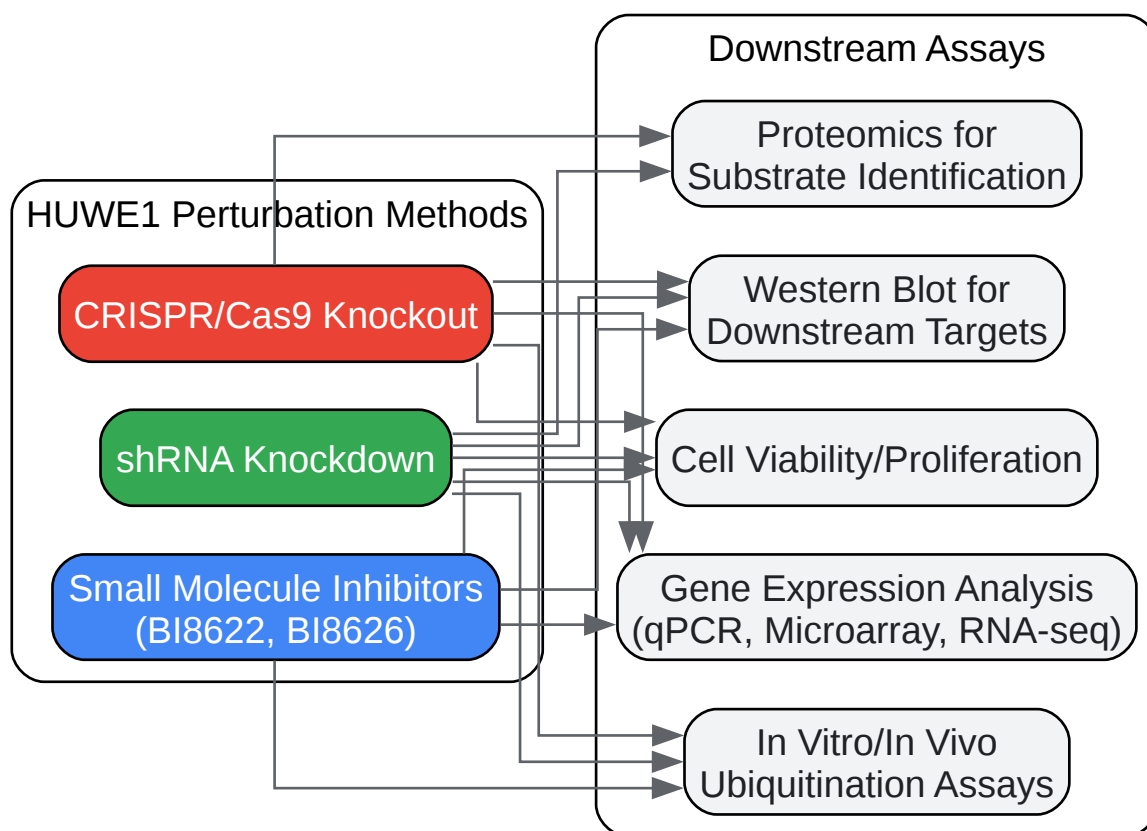 HUWE1 Perturbation Methods
CRISPR/Cas9 Knockout
shRNA Knockdown
Small Molecule Inhibitors
(BI8622, BI8626)
Downstream Assays
Proteomics for
Substrate Identification
Western Blot for
Downstream Targets
Cell Viability/Proliferation
Gene Expression Analysis
(qPCR, Microarray, RNA-seq)
In Vitro/In Vivo
Ubiquitination Assays